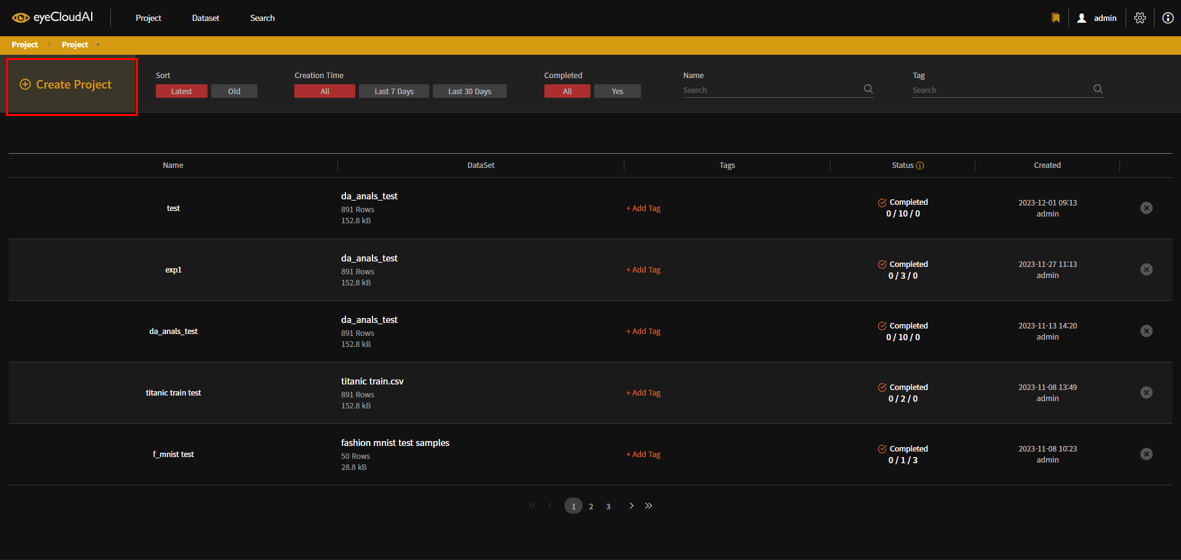 eyeCloudAI
Project Dataset Search
admin
Project > Project
Create Project
Sort
Latest Old
Creation Time
All Last 7 Days Last 30 Days
Completed
All Yes
Name
Search
Tag
Search
Name DataSet Tags Status Created
test
da_anals_test
891 Rows
152.8 kB
+ Add Tag
Completed
0 / 10 / 0
2023-12-01 09:13
admin
exp1
da_anals_test
891 Rows
152.8 kB
+ Add Tag
Completed
0 / 3 / 0
2023-11-27 11:13
admin
da_anals_test
da_anals_test
891 Rows
152.8 kB
+ Add Tag
Completed
0 / 10 / 0
2023-11-13 14:20
admin
titanic train test
titanic train.csv
891 Rows
152.8 kB
+ Add Tag
Completed
0 / 2 / 0
2023-11-08 13:49
admin
f_mnist test
fashion mnist test samples
50 Rows
28.8 kB
+ Add Tag
Completed
0 / 1 / 3
2023-11-08 10:23
admin
« ‹ 1 2 3 › »